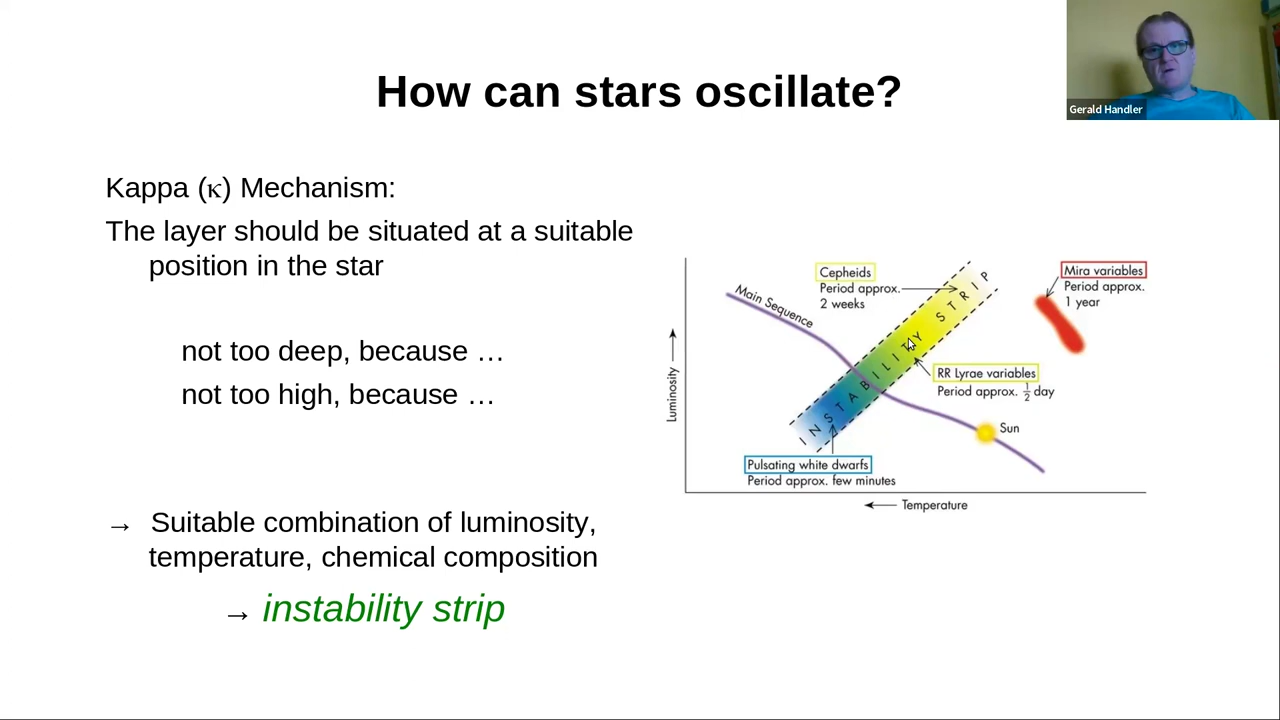 How can stars oscillate?
Gerald Handler
Kappa (κ) Mechanism:
The layer should be situated at a suitable
position in the star
not too deep, because …
not too high, because …
→ Suitable combination of luminosity,
temperature, chemical composition
→ instability strip
Cepheids
Period approx.
2 weeks
Mira variables
Period approx.
1 year
Main Sequence
INSTABILITY STRIP
RR Lyrae variables
Period approx. 1/2 day
Luminosity →
Sun
Pulsating white dwarfs
Period approx. few minutes
← Temperature